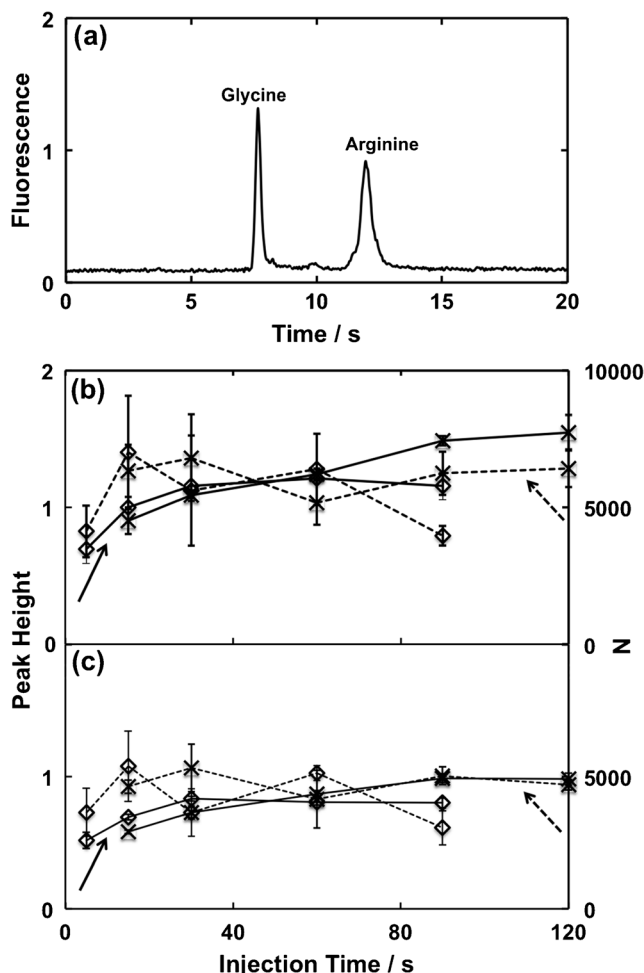 (a)
2
1
0
Fluorescence
Glycine
Arginine
0 5 10 15 20
Time / s
(b)
2
1
0
10000
5000
0
Peak Height
N
(c)
1
0
5000
0
0 40 80 120
Injection Time / s